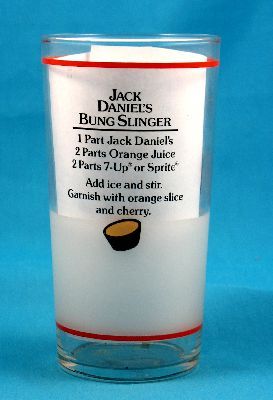 JACK
DANIEL'S
BUNG SLINGER
1 Part Jack Daniel's
2 Parts Orange Juice
2 Parts 7-Up® or Sprite®
Add ice and stir.
Garnish with orange slice
and cherry.